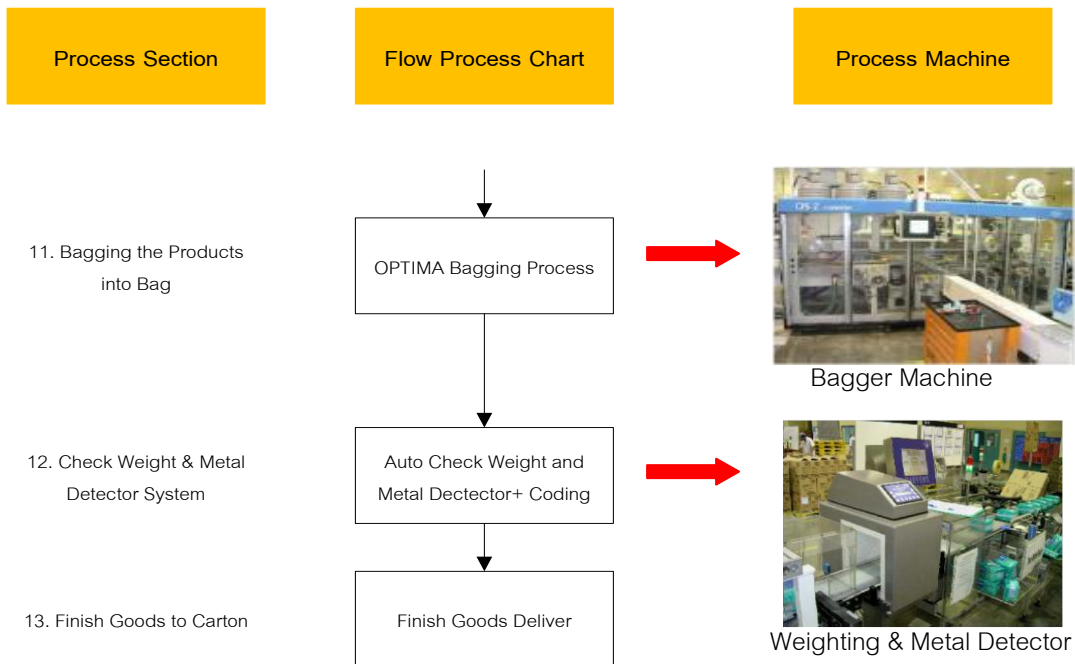 Process Section
Flow Process Chart
Process Machine
11. Bagging the Products
into Bag
OPTIMA Bagging Process
Bagger Machine
12. Check Weight & Metal
Detector System
Auto Check Weight and
Metal Dectector+ Coding
Weighting & Metal Detector
13. Finish Goods to Carton
Finish Goods Deliver